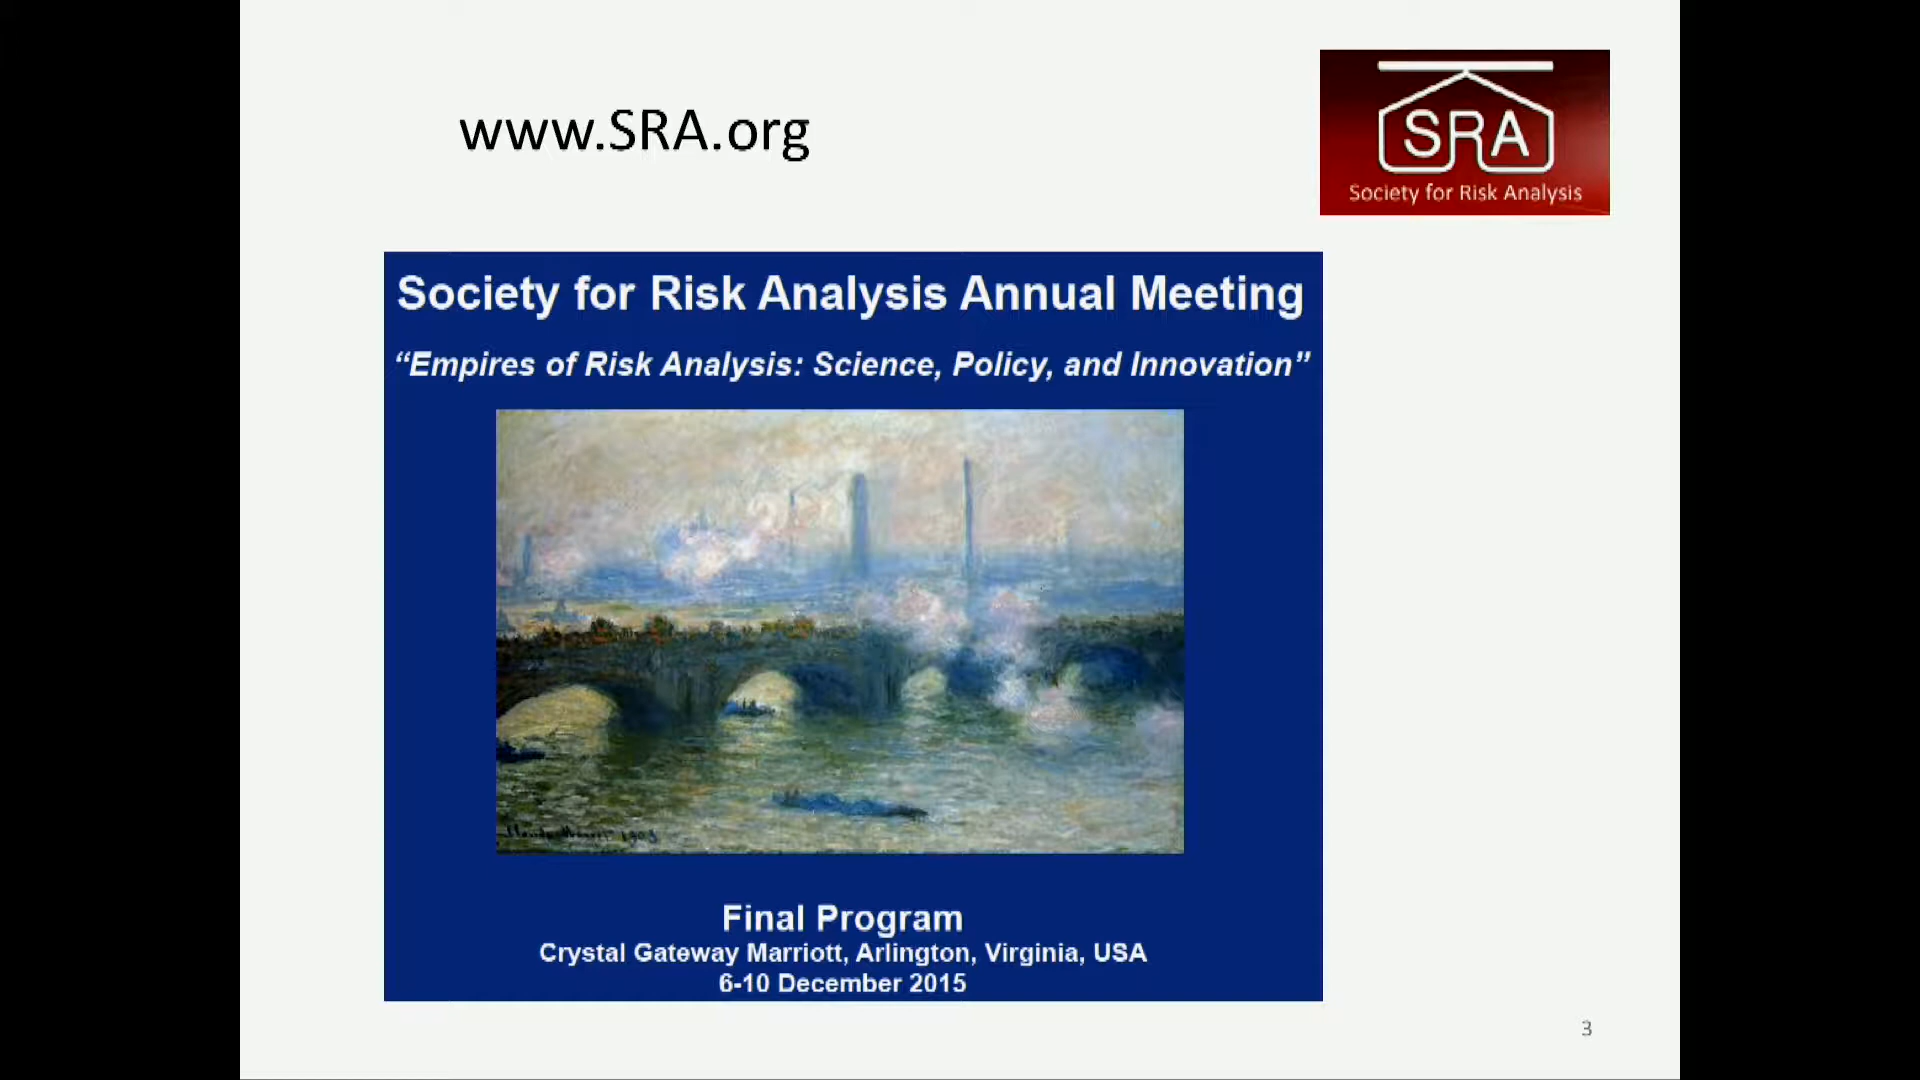 www.SRA.org
SRA
Society for Risk Analysis
Society for Risk Analysis Annual Meeting
“Empires of Risk Analysis: Science, Policy, and Innovation”
Final Program
Crystal Gateway Marriott, Arlington, Virginia, USA
6-10 December 2015
3